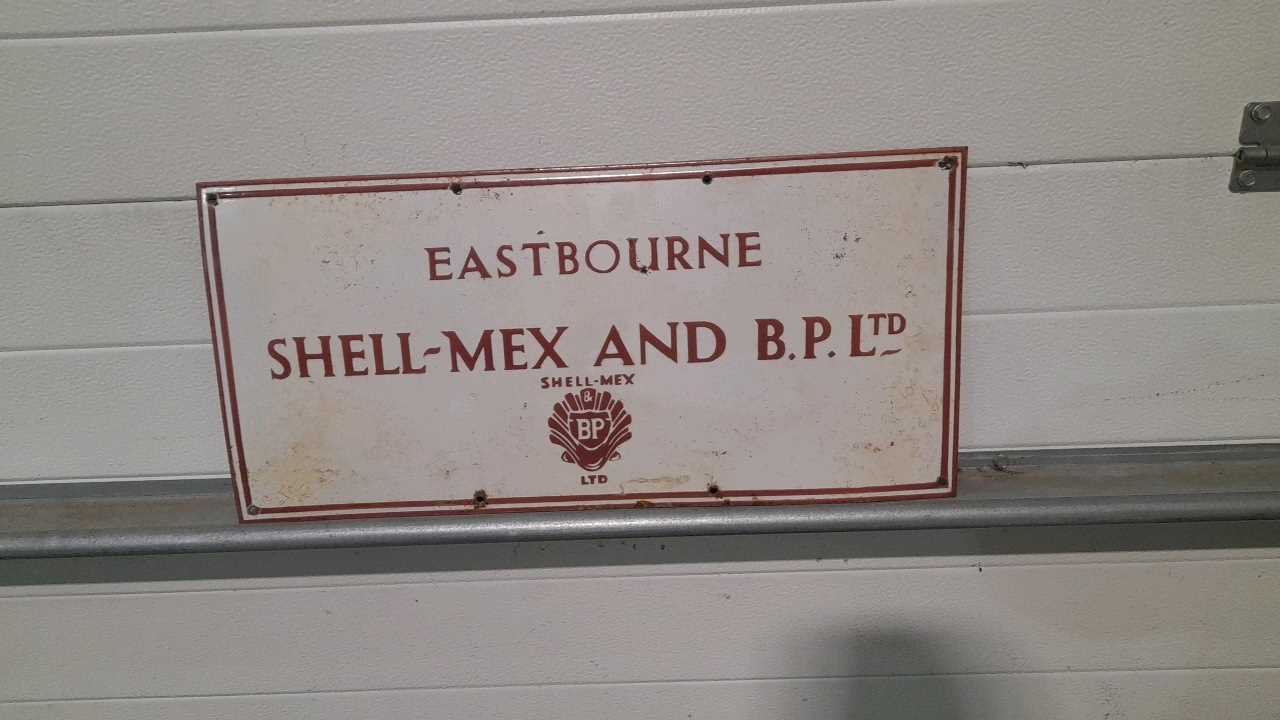 EASTBOURNE
SHELL-MEX AND B.P. LTD
SHELL-MEX
&
BP
LTD